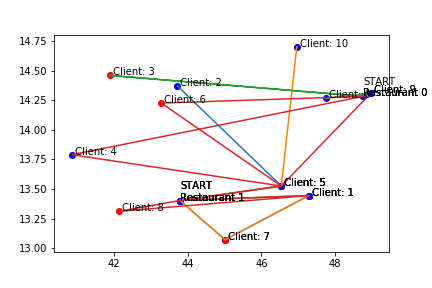 14.75
14.50
14.25
14.00
13.75
13.50
13.25
13.00
42
44
46
48
Client: 10
Client: 3
Client: 2
START
Client: 9
Restaurant 0
Client:
Client: 6
Client: 4
START
Client: 5
Restaurant 1
Client: 1
Client: 8
Client: 7